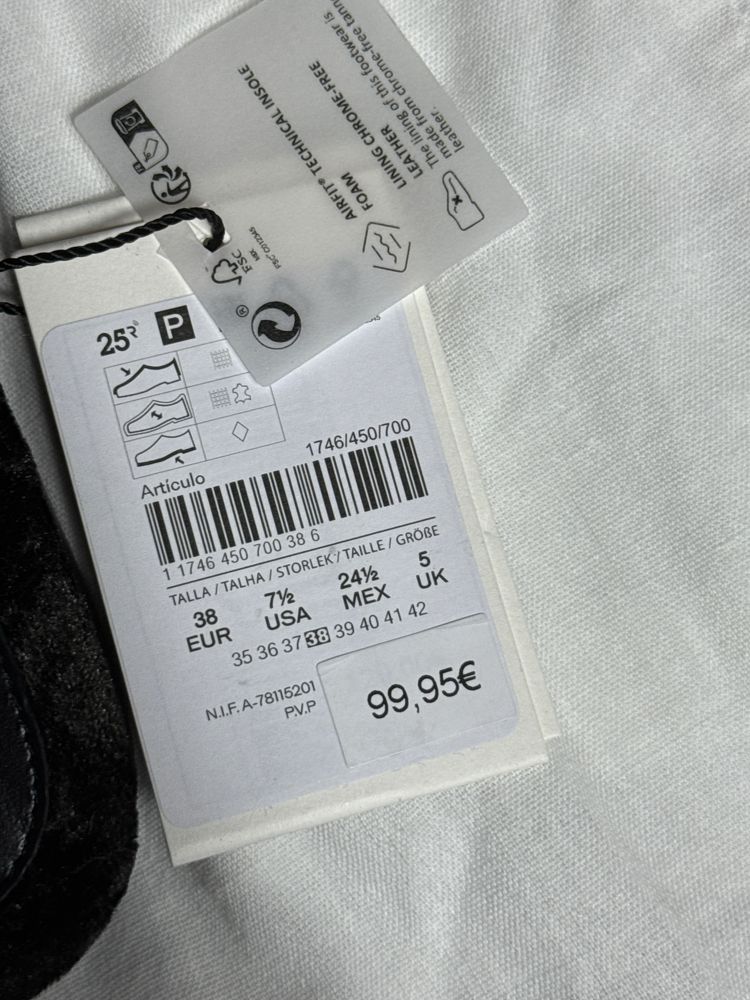 The lining of this footwear is
made from chrome-free
leather.
LINING CHROME-FREE
LEATHER
AIRFIT® TECHNICAL INSOLE
FOAM
FSC
MIX
®
25R
P
1746/450/700
Artículo
1 1746 450 700 38 6
TALLA / TALHA / STORLEK / TAILLE / GRÖßE
38 7½ 24½ 5
EUR USA MEX UK
35 36 37 38 39 40 41 42
N.I.F. A-78115201
P.V.P
99,95€